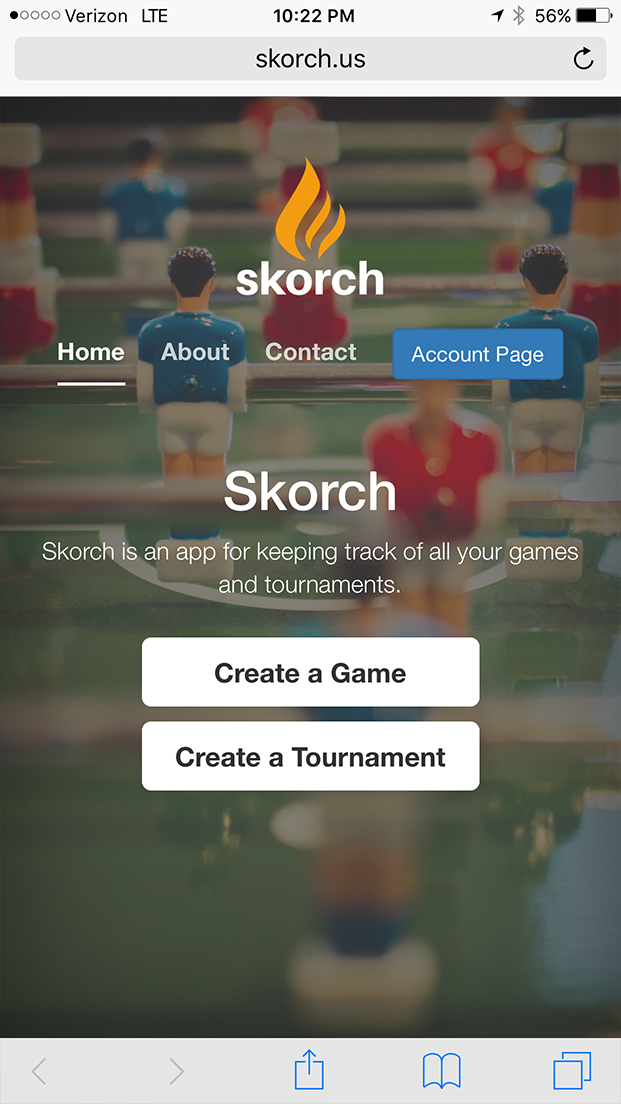 Verizon LTE 10:22 PM 56%
skorch.us
skorch
Home About Contact Account Page
Skorch
Skorch is an app for keeping track of all your games
and tournaments.
Create a Game
Create a Tournament